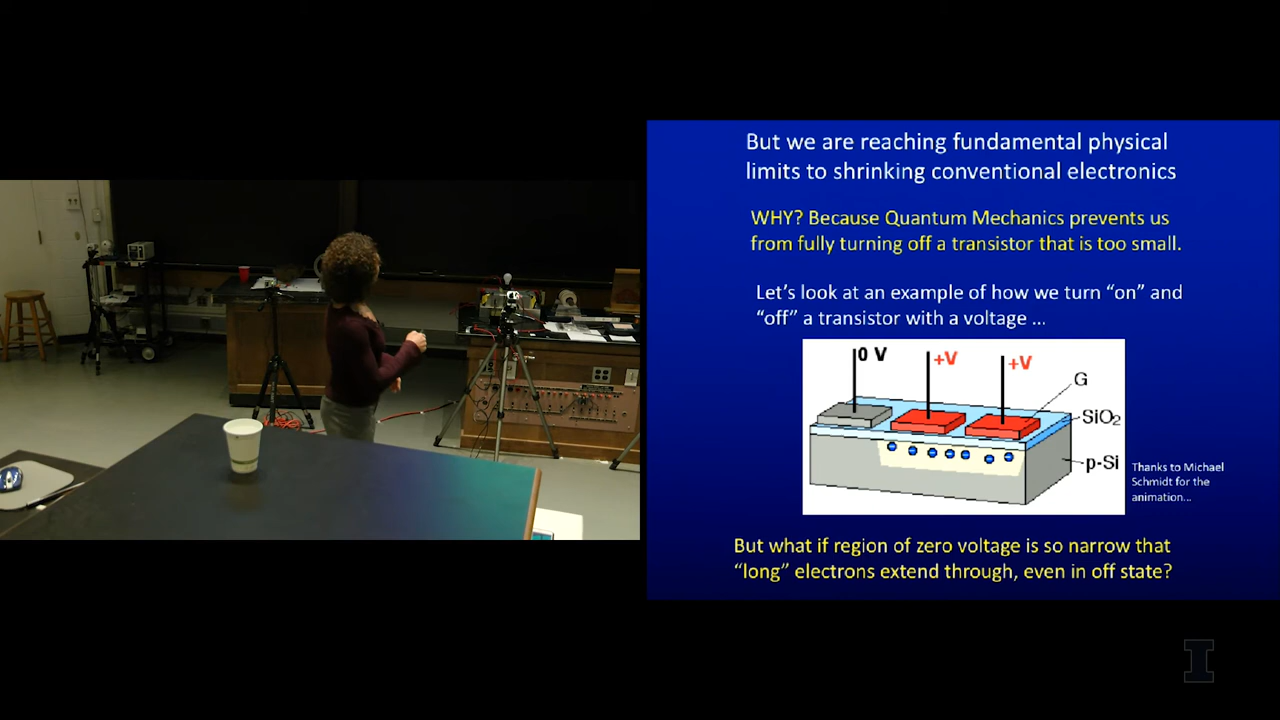 But we are reaching fundamental physical
limits to shrinking conventional electronics
WHY? Because Quantum Mechanics prevents us
from fully turning off a transistor that is too small.
Let's look at an example of how we turn “on” and
“off” a transistor with a voltage ...
0 V
+V
+V
G
SiO2
p-Si
Thanks to Michael
Schmidt for the
animation...
But what if region of zero voltage is so narrow that
“long” electrons extend through, even in off state?
I